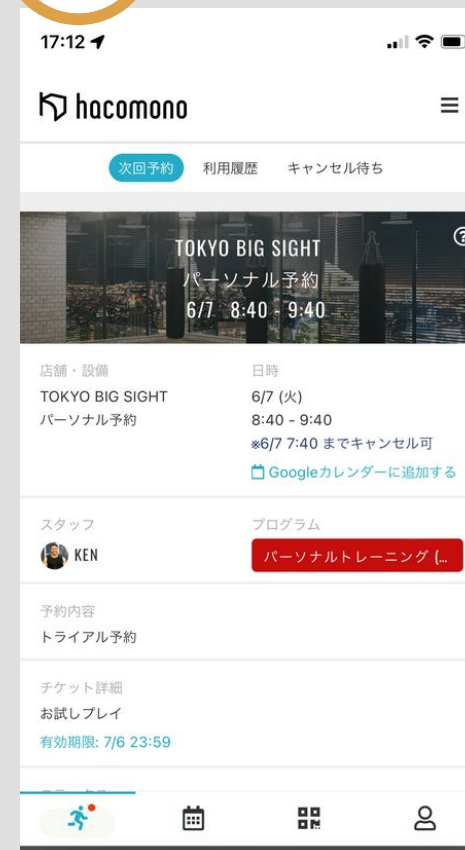 17:12
hacomono
次回予約 利用履歴 キャンセル待ち
TOKYO BIG SIGHT
パーソナル予約
6/7 8:40 - 9:40
店舗・設備
TOKYO BIG SIGHT
パーソナル予約
日時
6/7 (火)
8:40 - 9:40
※6/7 7:40 までキャンセル可
Googleカレンダーに追加する
スタッフ
KEN
プログラム
パーソナルトレーニング (...
予約内容
トライアル予約
チケット詳細
お試しプレイ
有効期限: 7/6 23:59